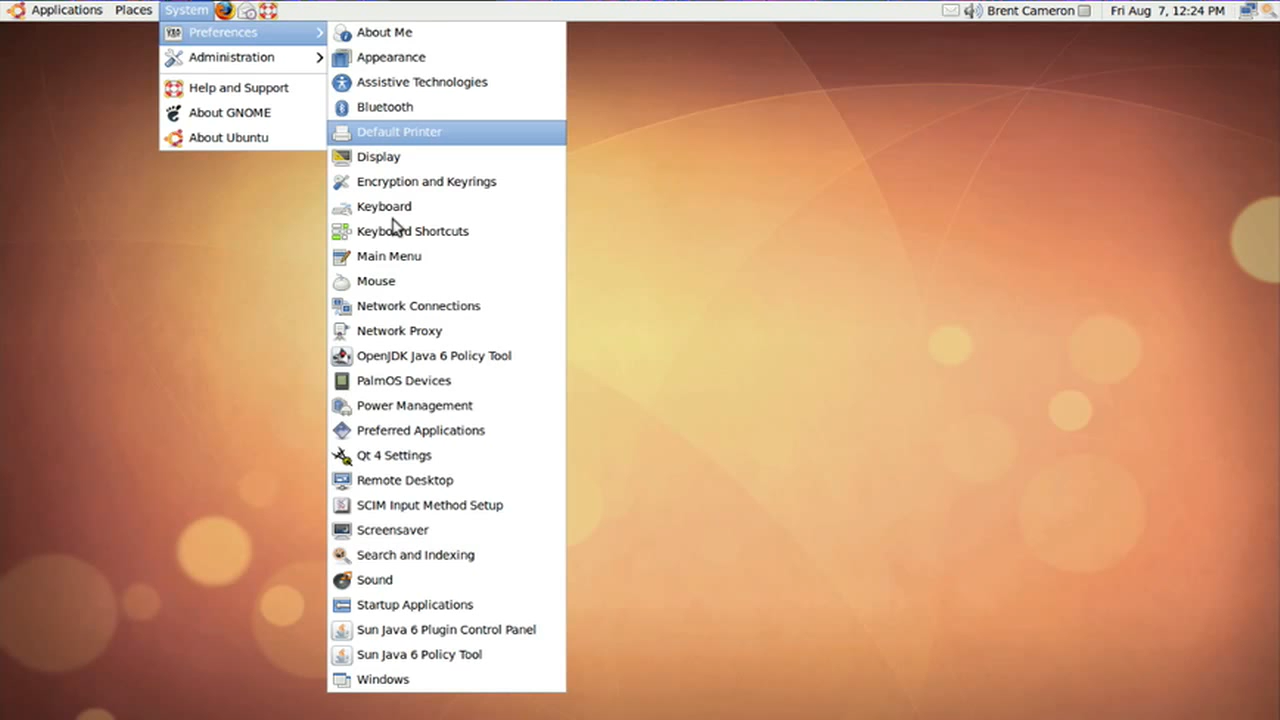 Applications Places System Brent Cameron Fri Aug 7, 12:24 PM
Preferences
Administration
Help and Support
About GNOME
About Ubuntu
About Me
Appearance
Assistive Technologies
Bluetooth
Default Printer
Display
Encryption and Keyrings
Keyboard
Keyboard Shortcuts
Main Menu
Mouse
Network Connections
Network Proxy
OpenJDK Java 6 Policy Tool
PalmOS Devices
Power Management
Preferred Applications
Qt 4 Settings
Remote Desktop
SCIM Input Method Setup
Screensaver
Search and Indexing
Sound
Startup Applications
Sun Java 6 Plugin Control Panel
Sun Java 6 Policy Tool
Windows